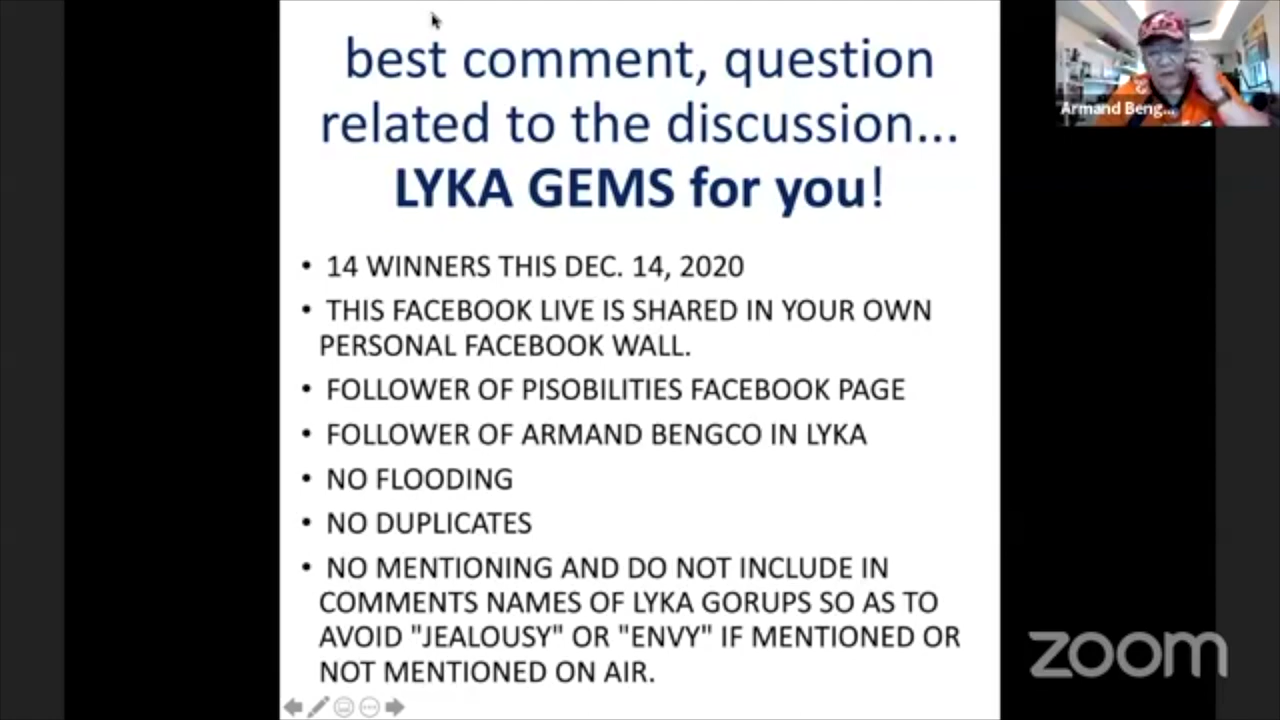 best comment, question
related to the discussion...
LYKA GEMS for you!
• 14 WINNERS THIS DEC. 14, 2020
• THIS FACEBOOK LIVE IS SHARED IN YOUR OWN
PERSONAL FACEBOOK WALL.
• FOLLOWER OF PISOBILITIES FACEBOOK PAGE
• FOLLOWER OF ARMAND BENGCO IN LYKA
• NO FLOODING
• NO DUPLICATES
• NO MENTIONING AND DO NOT INCLUDE IN
COMMENTS NAMES OF LYKA GORUPS SO AS TO
AVOID "JEALOUSY" OR "ENVY" IF MENTIONED OR
NOT MENTIONED ON AIR.
Armand Beng...
zoom